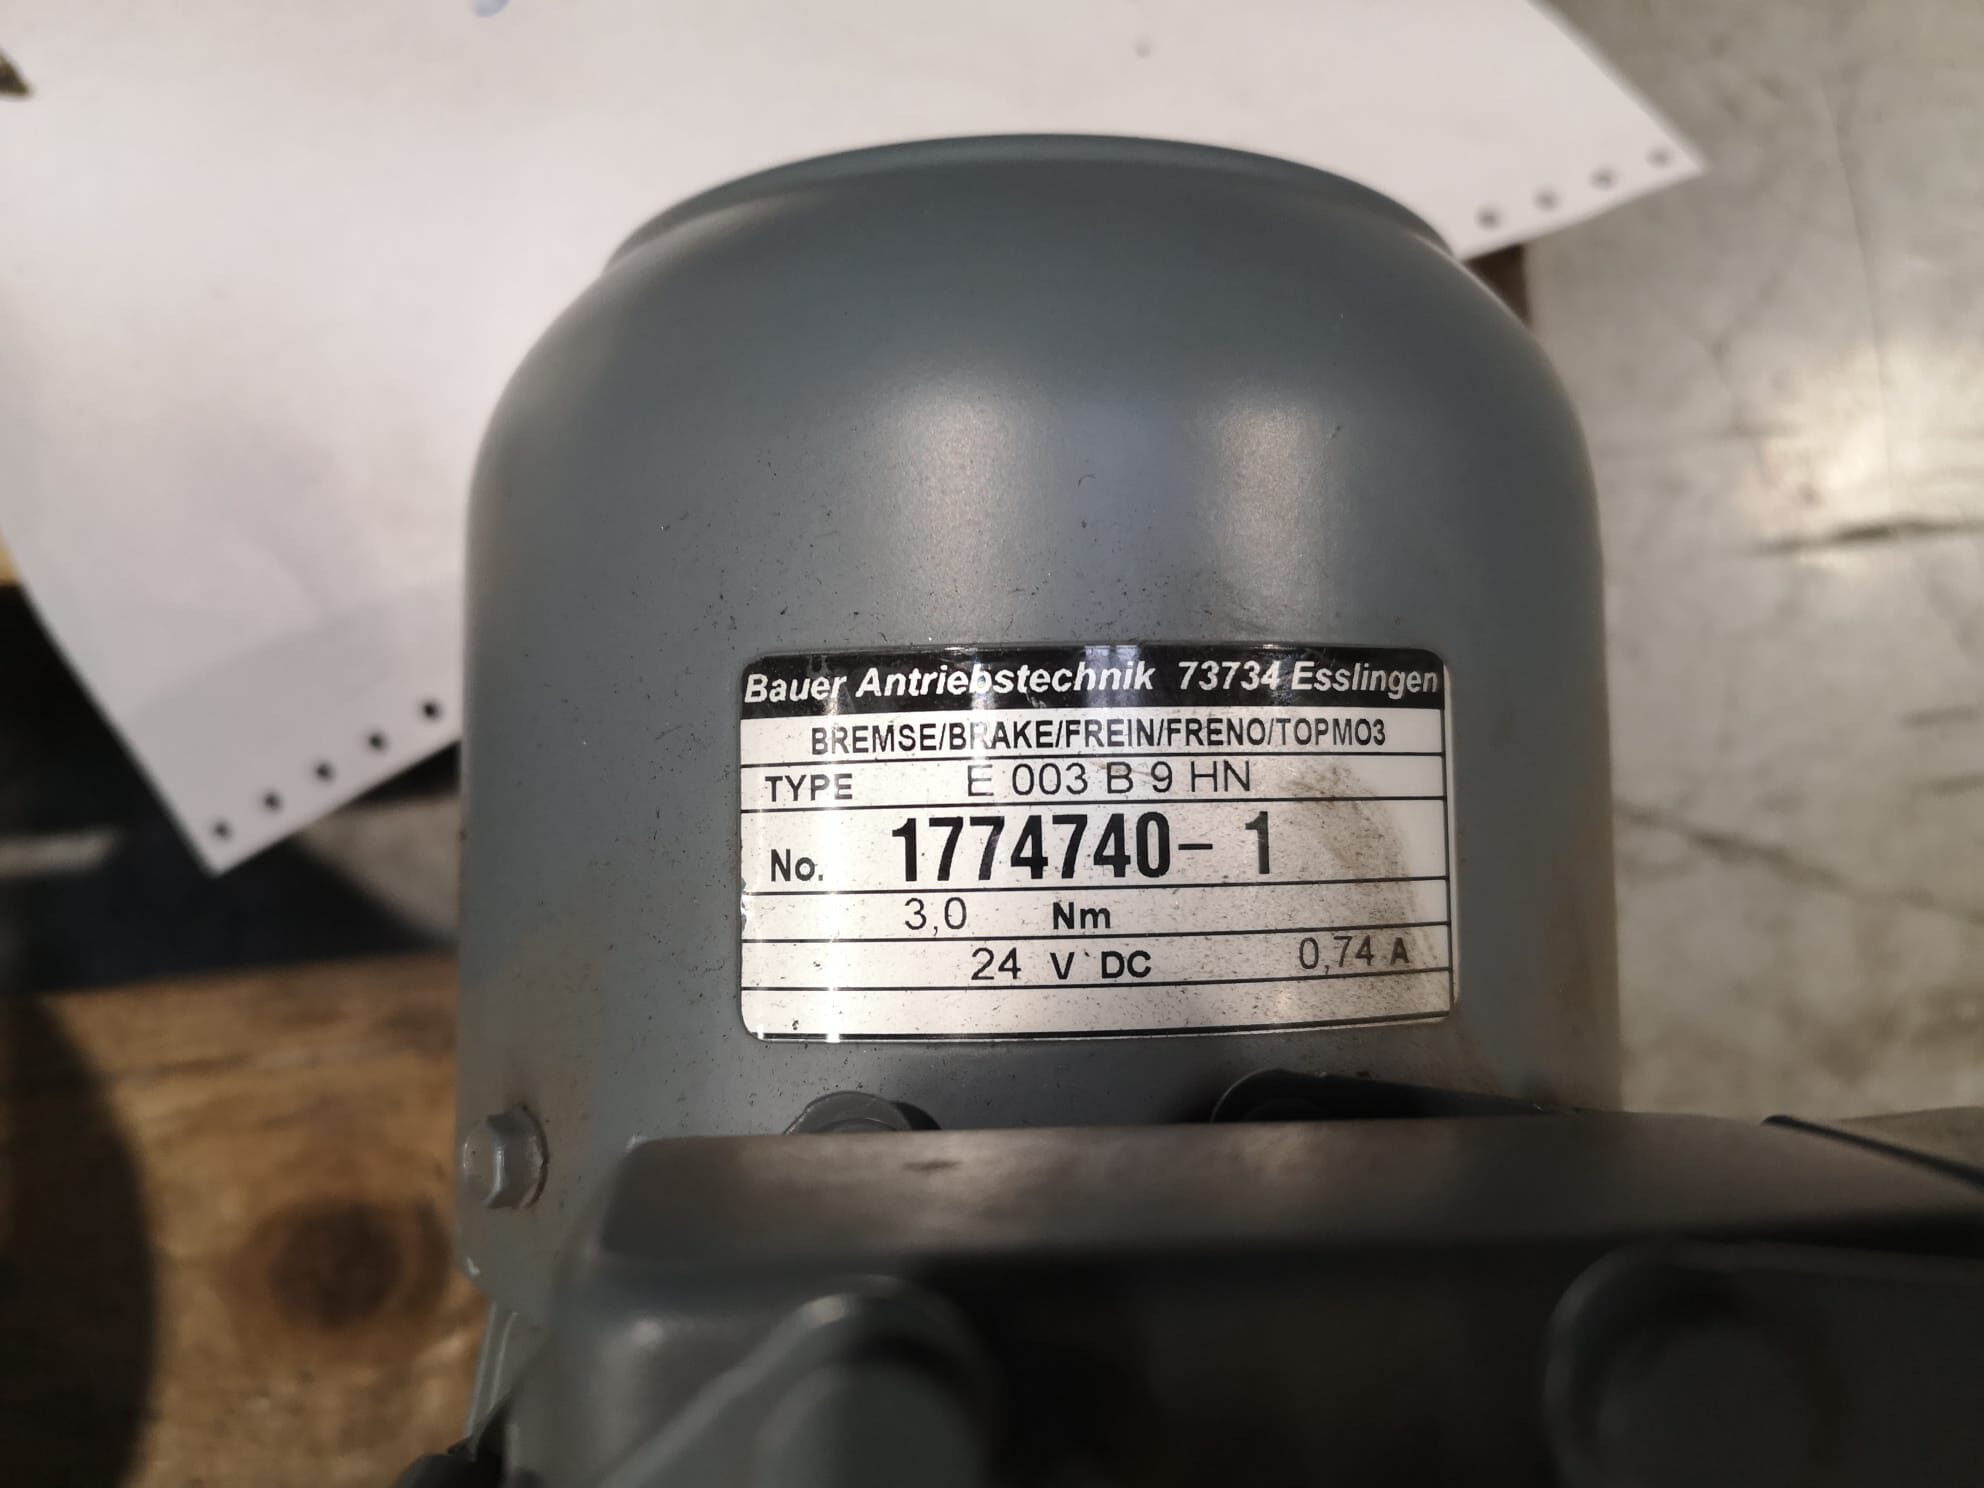 Bauer Antriebstechnik 73734 Esslingen
BREMSE/BRAKE/FREIN/FRENO/TOPMO3
TYPE E 003 B 9 HN
No. 1774740- 1
3,0 Nm
24 V DC 0,74 A